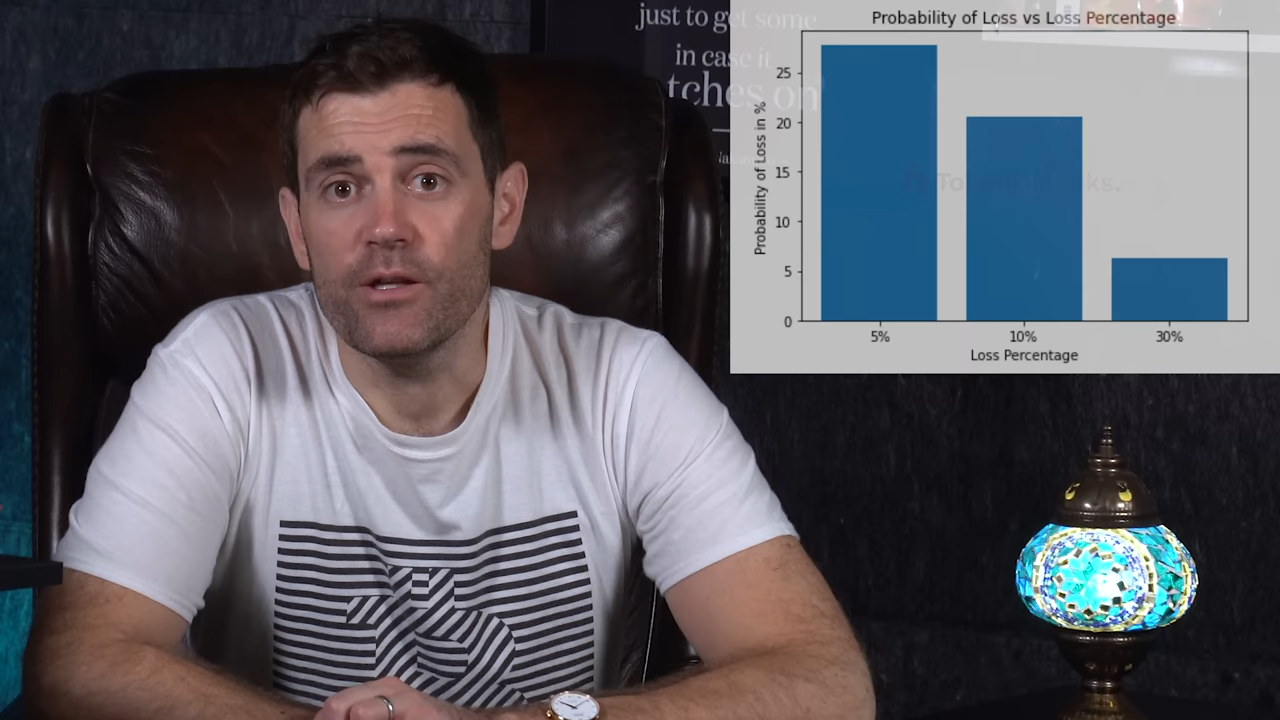 just to get some
in case it
tches on
Probability of Loss vs Loss Percentage
Probability of Loss in %
25
20
15
10
5
0
5%
10%
30%
Loss Percentage